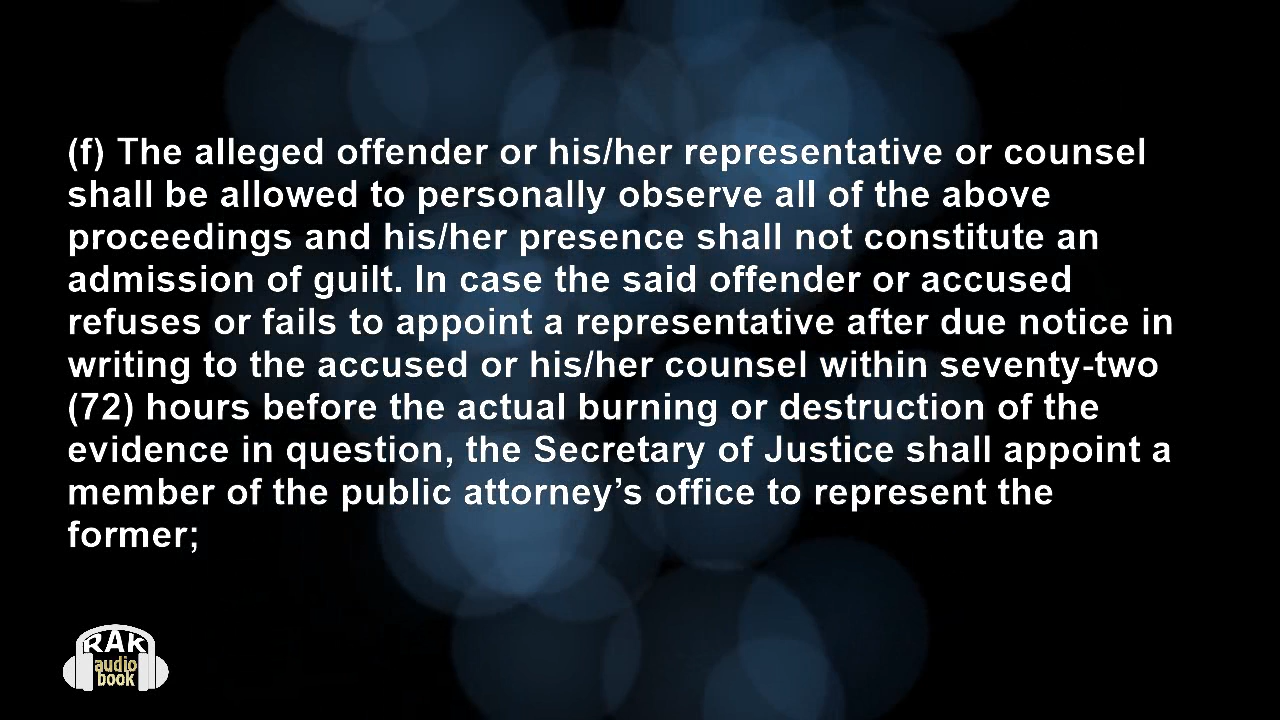 (f) The alleged offender or his/her representative or counsel
shall be allowed to personally observe all of the above
proceedings and his/her presence shall not constitute an
admission of guilt. In case the said offender or accused
refuses or fails to appoint a representative after due notice in
writing to the accused or his/her counsel within seventy-two
(72) hours before the actual burning or destruction of the
evidence in question, the Secretary of Justice shall appoint a
member of the public attorney’s office to represent the
former;
RAK
audio
book